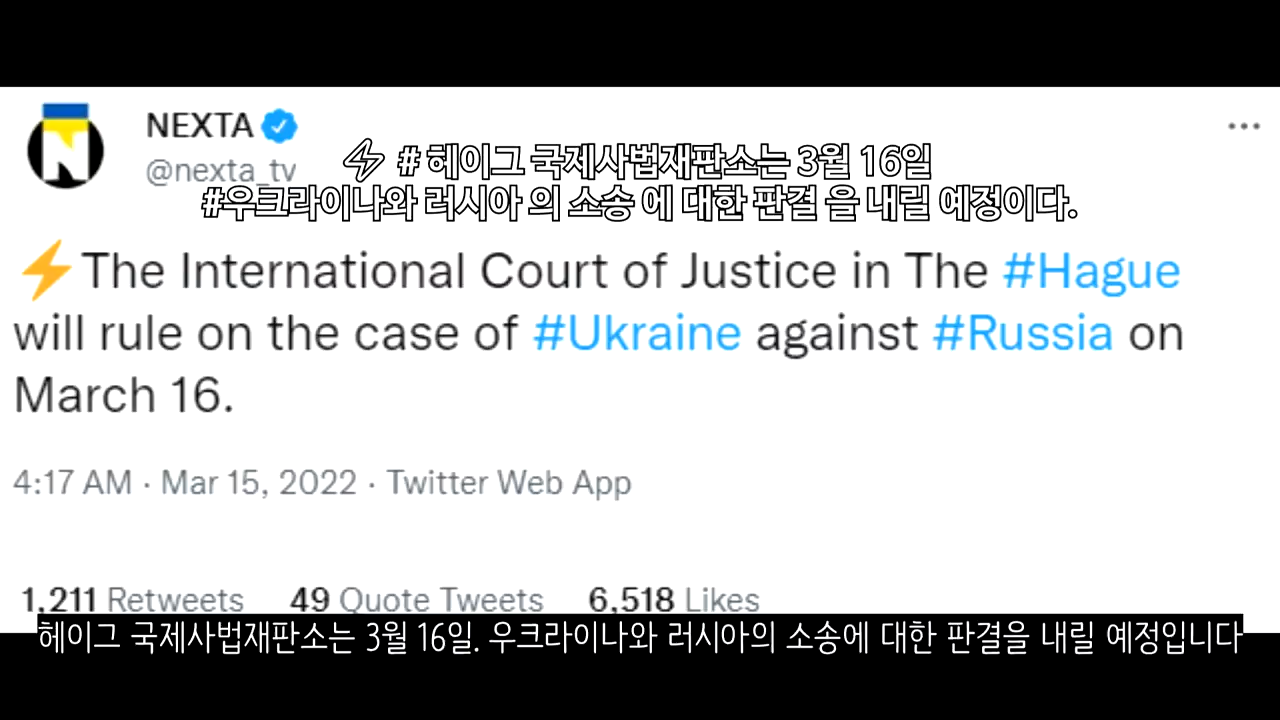 NEXTA
@nexta_tv
⚡ # 헤이그 국제사법재판소는 3월 16일
#우크라이나와 러시아 의 소송 에 대한 판결 을 내릴 예정이다.
⚡The International Court of Justice in The #Hague
will rule on the case of #Ukraine against #Russia on
March 16.
4:17 AM · Mar 15, 2022 · Twitter Web App
1,211 Retweets 49 Quote Tweets 6,518 Likes
헤이그 국제사법재판소는 3월 16일. 우크라이나와 러시아의 소송에 대한 판결을 내릴 예정입니다